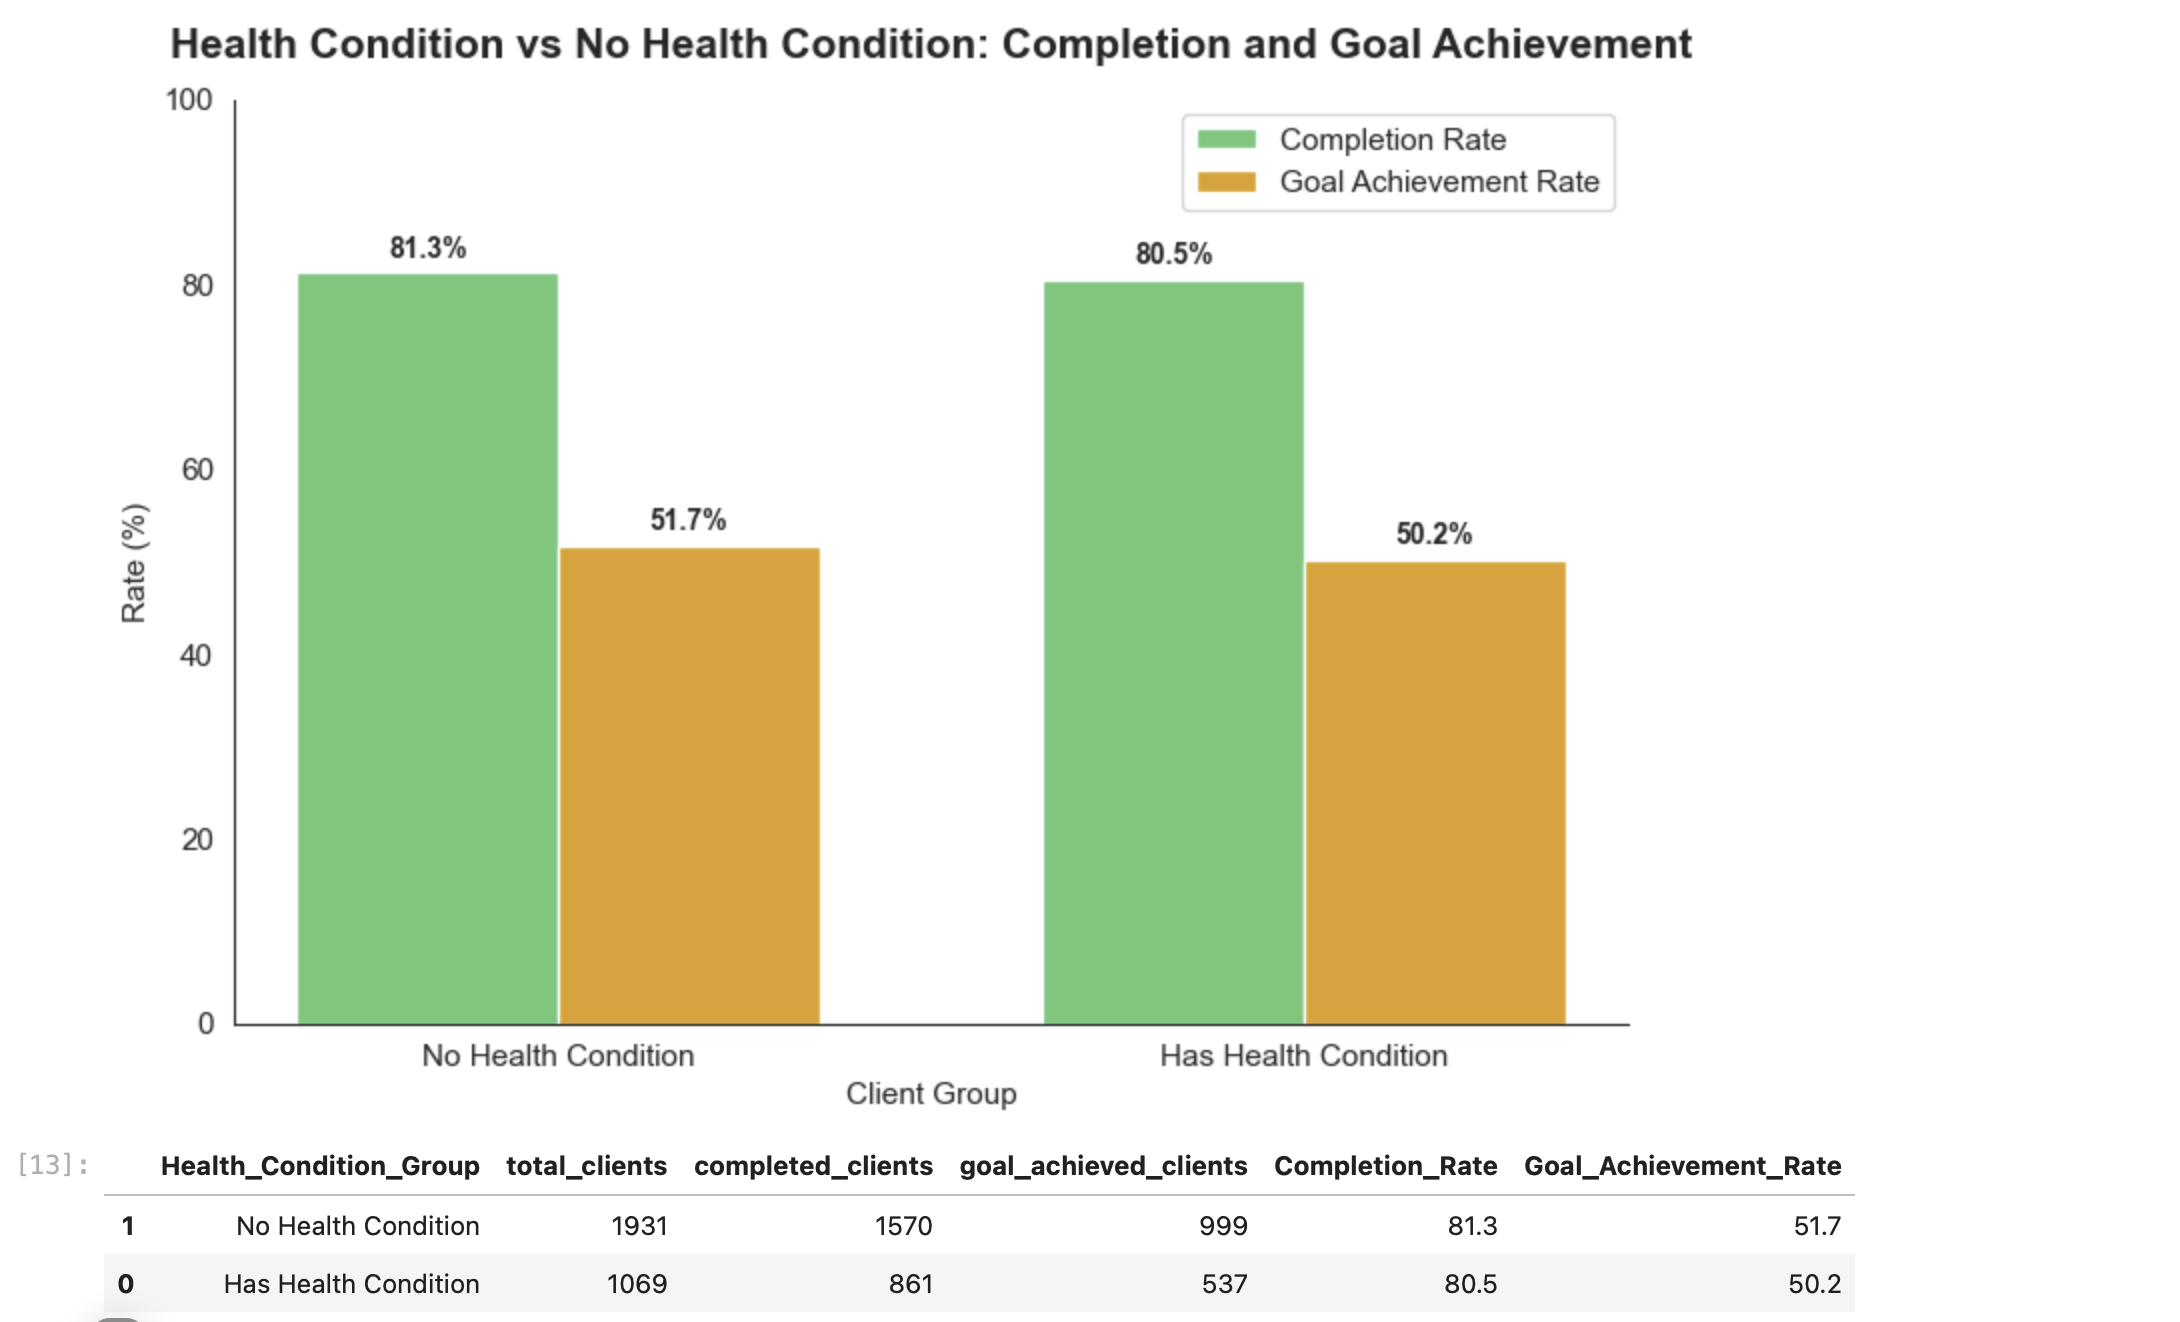 Health Condition vs No Health Condition: Completion and Goal Achievement
100
Completion Rate
Goal Achievement Rate
81.3%
80.5%
80
60
51.7%
50.2%
Rate (%)
40
20
0
No Health Condition
Has Health Condition
Client Group
[13]:
Health_Condition_Group total_clients completed_clients goal_achieved_clients Completion_Rate Goal_Achievement_Rate
1 No Health Condition 1931 1570 999 81.3 51.7
0 Has Health Condition 1069 861 537 80.5 50.2